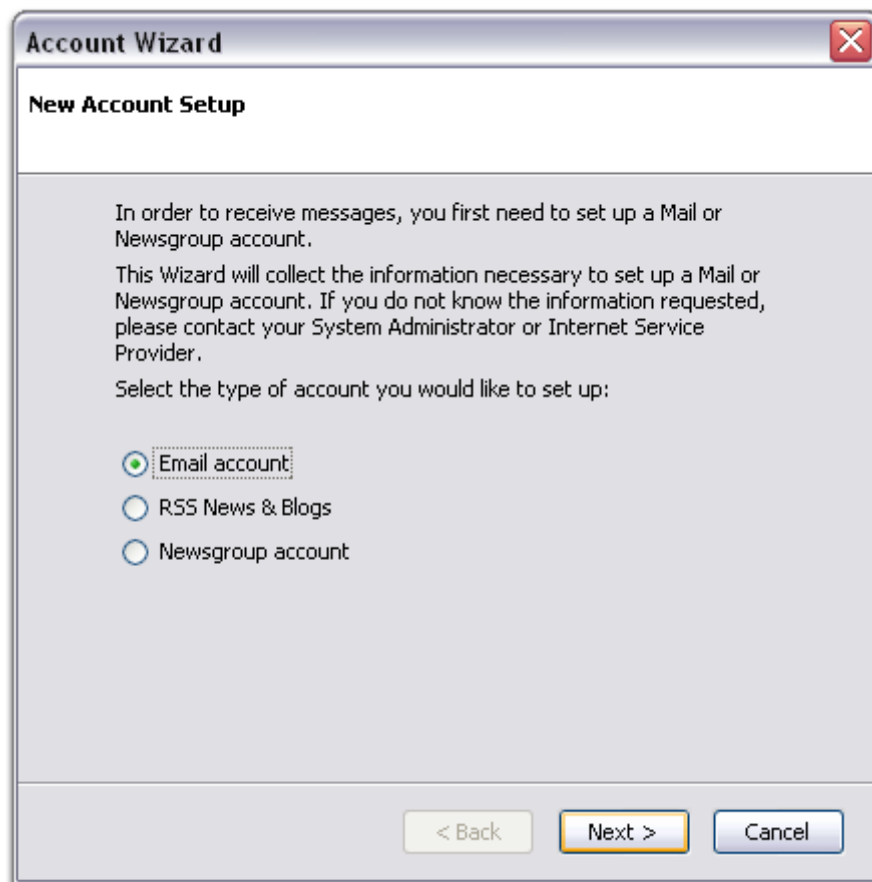 Account Wizard
New Account Setup
In order to receive messages, you first need to set up a Mail or
Newsgroup account.
This Wizard will collect the information necessary to set up a Mail or
Newsgroup account. If you do not know the information requested,
please contact your System Administrator or Internet Service
Provider.
Select the type of account you would like to set up:
Email account
RSS News & Blogs
Newsgroup account
< Back Next > Cancel